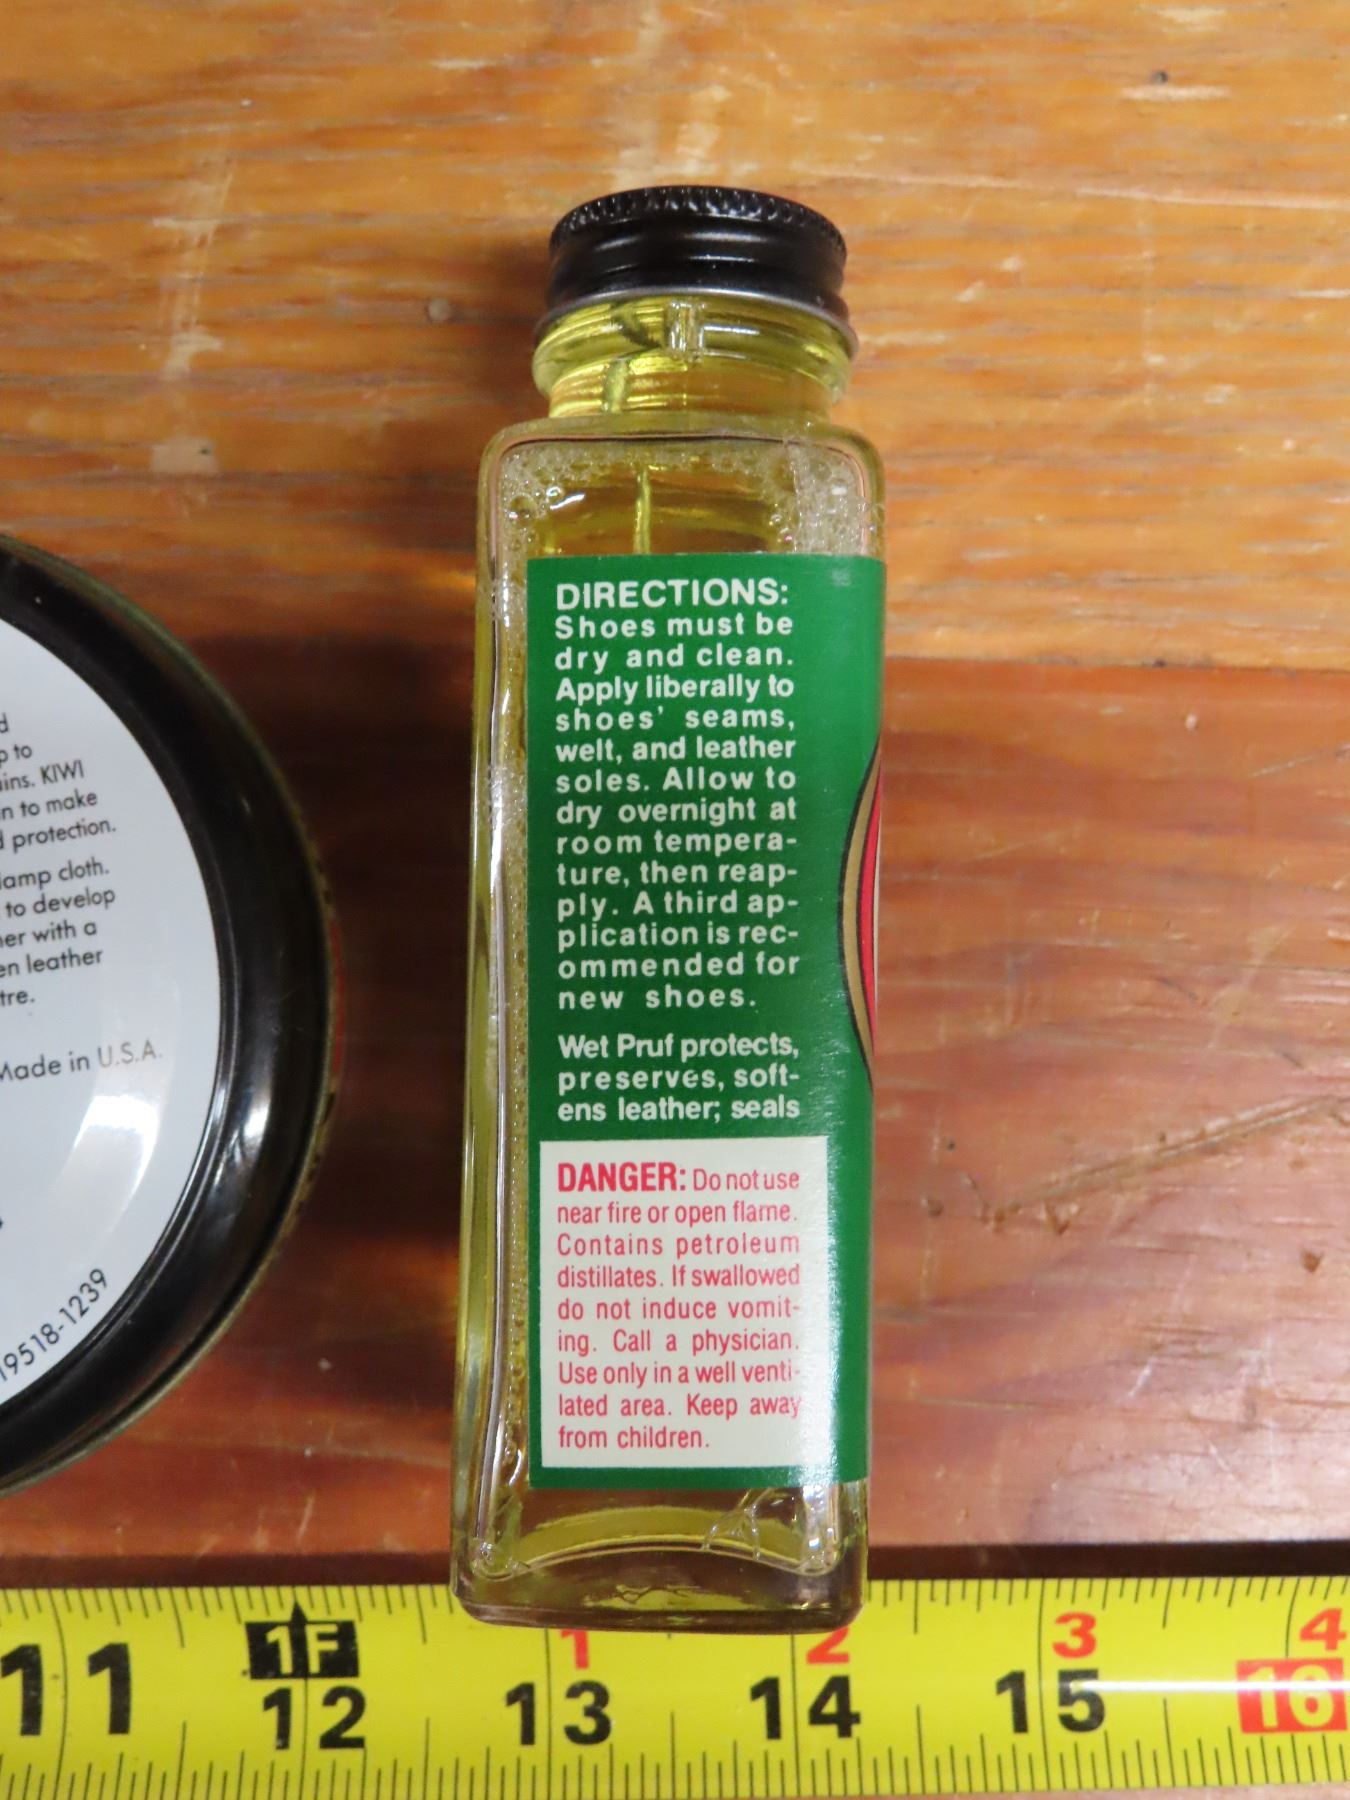 p to
KIWI
to make
protection.
damp cloth.
to develop
with a
leather
Made in U.S.A.
19518-1239
DIRECTIONS:
Shoes must be
dry and clean.
Apply liberally to
shoes' seams,
welt, and leather
soles. Allow to
dry overnight at
room tempera-
ture, then reap-
ply. A third ap-
plication is rec-
ommended for
new shoes.
Wet Pruf protects,
preserves, soft-
ens leather; seals
DANGER: Do not use
near fire or open flame.
Contains petroleum
distillates. If swallowed
do not induce vomit-
ing. Call a physician.
Use only in a well venti-
lated area. Keep away
from children.
1F 1 2 3 4
11 12 13 14 15 16